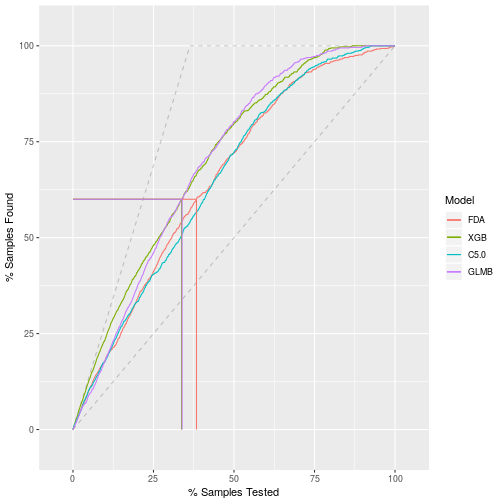 100
75
50
25
0
% Samples Found
0
25
50
75
100
% Samples Tested
Model
FDA
XGB
C5.0
GLMB